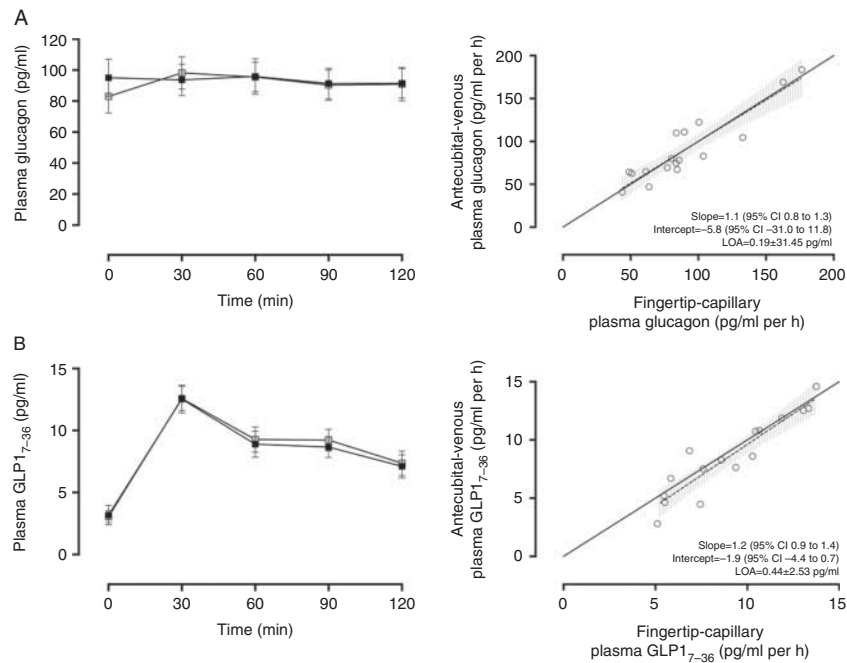 A
Plasma glucagon (pg/ml)
120
100
80
60
40
20
0
0 30 60 90 120
Time (min)
Antecubital-venous
plasma glucagon (pg/ml per h)
200
150
100
50
0
Slope=1.1 (95% CI 0.8 to 1.3)
Intercept=–5.8 (95% CI –31.0 to 11.8)
LOA=0.19±31.45 pg/ml
0 50 100 150 200
Fingertip-capillary
plasma glucagon (pg/ml per h)
B
Plasma GLP1₇₋₃₆ (pg/ml)
15
10
5
0
0 30 60 90 120
Time (min)
Antecubital-venous
plasma GLP1₇₋₃₆ (pg/ml per h)
15
10
5
0
Slope=1.2 (95% CI 0.9 to 1.4)
Intercept=–1.9 (95% CI –4.4 to 0.7)
LOA=0.44±2.53 pg/ml
0 5 10 15
Fingertip-capillary
plasma GLP1₇₋₃₆ (pg/ml per h)